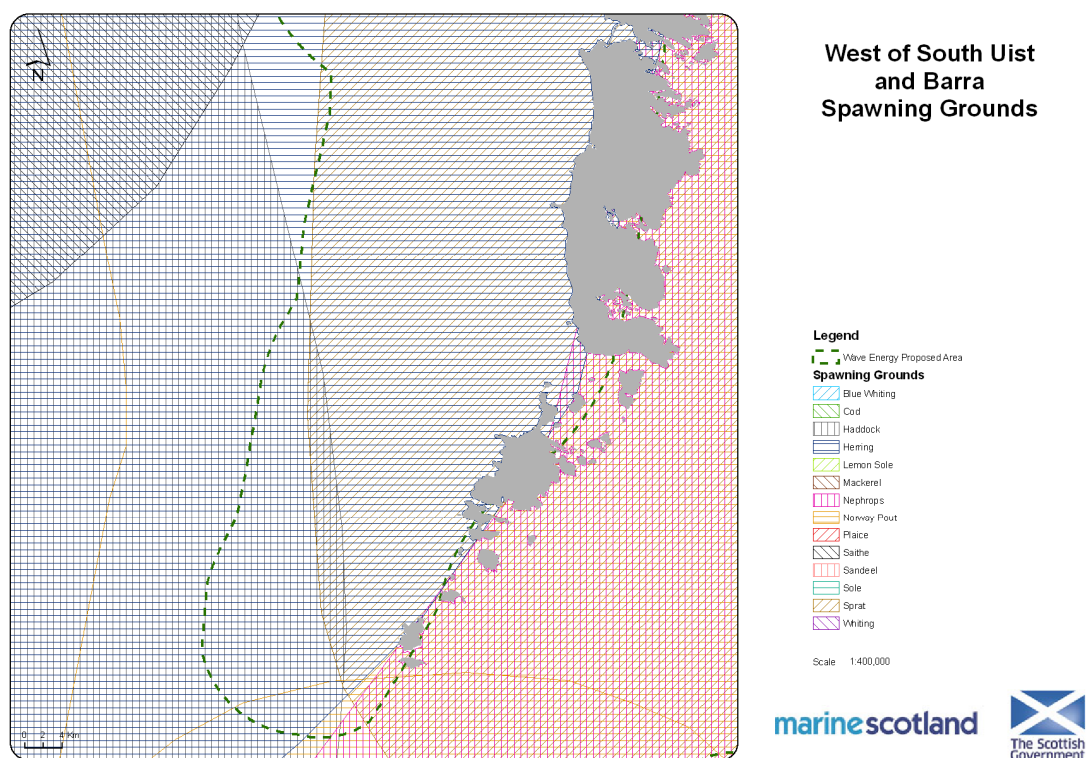 West of South Uist
and Barra
Spawning Grounds
N
Legend
Wave Energy Proposed Area
Spawning Grounds
Blue Whiting
Cod
Haddock
Herring
Lemon Sole
Mackerel
Nephrops
Norway Pout
Plaice
Saithe
Sandeel
Sole
Sprat
Whiting
Scale 1:400,000
0 2 4 Km
marinescotland
The Scottish
Government